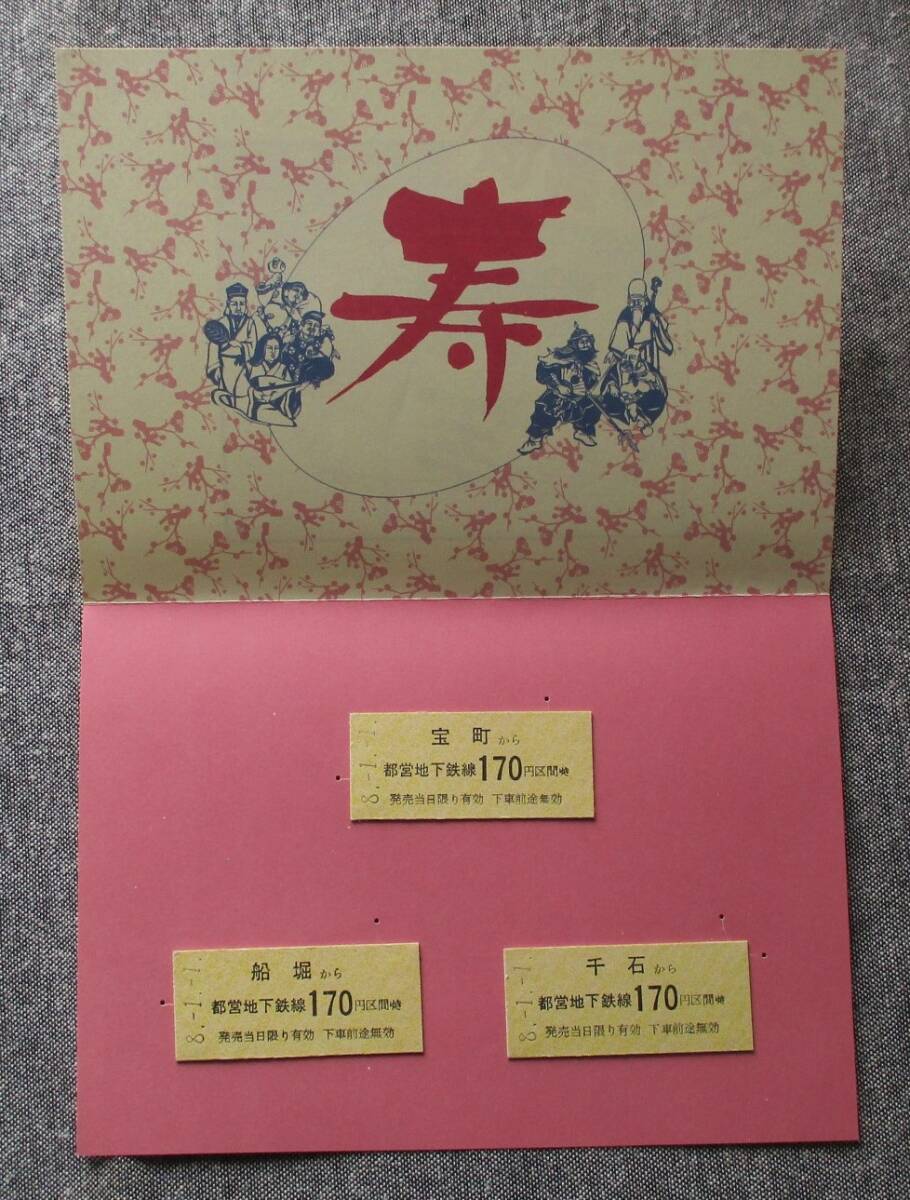 寿
宝町から
都営地下鉄線170円区間
発売当日限り有効 下車前途無効
8.-1.-1.
船堀から
都営地下鉄線170円区間
発売当日限り有効 下車前途無効
8.-1.-1.
千石から
都営地下鉄線170円区間
発売当日限り有効 下車前途無効
8.-1.-1.